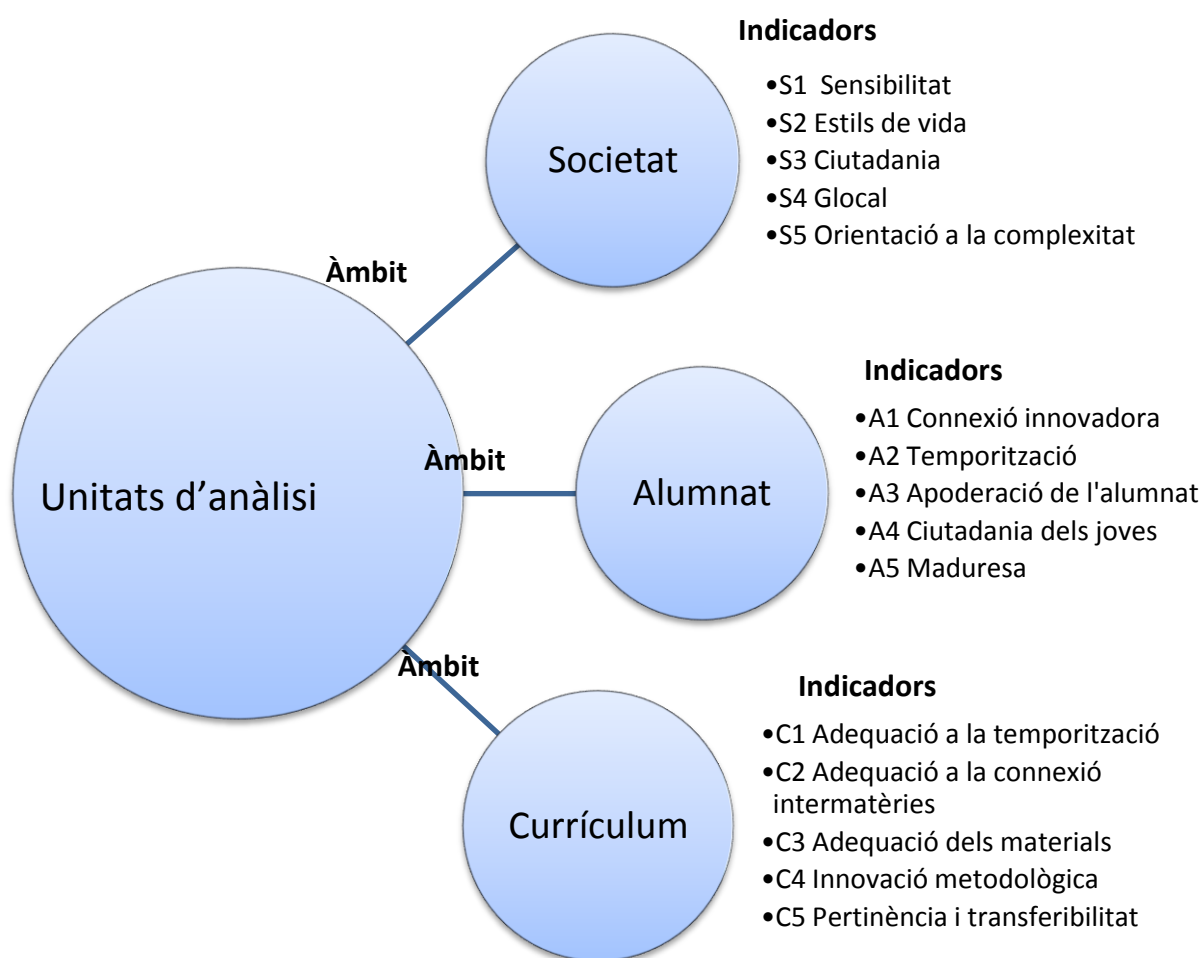 Indicadors
•S1  Sensibilitat
•S2 Estils de vida
•S3 Ciutadania
•S4 Glocal
•S5 Orientació a la complexitat
Societat
Àmbit
Indicadors
•A1 Connexió innovadora
•A2 Temporització
•A3 Apoderació de l'alumnat
•A4 Ciutadania dels joves
•A5 Maduresa
Àmbit
Alumnat
Unitats d’anàlisi
Àmbit
Indicadors
•C1 Adequació a la temporització
•C2 Adequació a la connexió
intermatèries
•C3 Adequació dels materials
•C4 Innovació metodològica
•C5 Pertinència i transferibilitat
Currículum